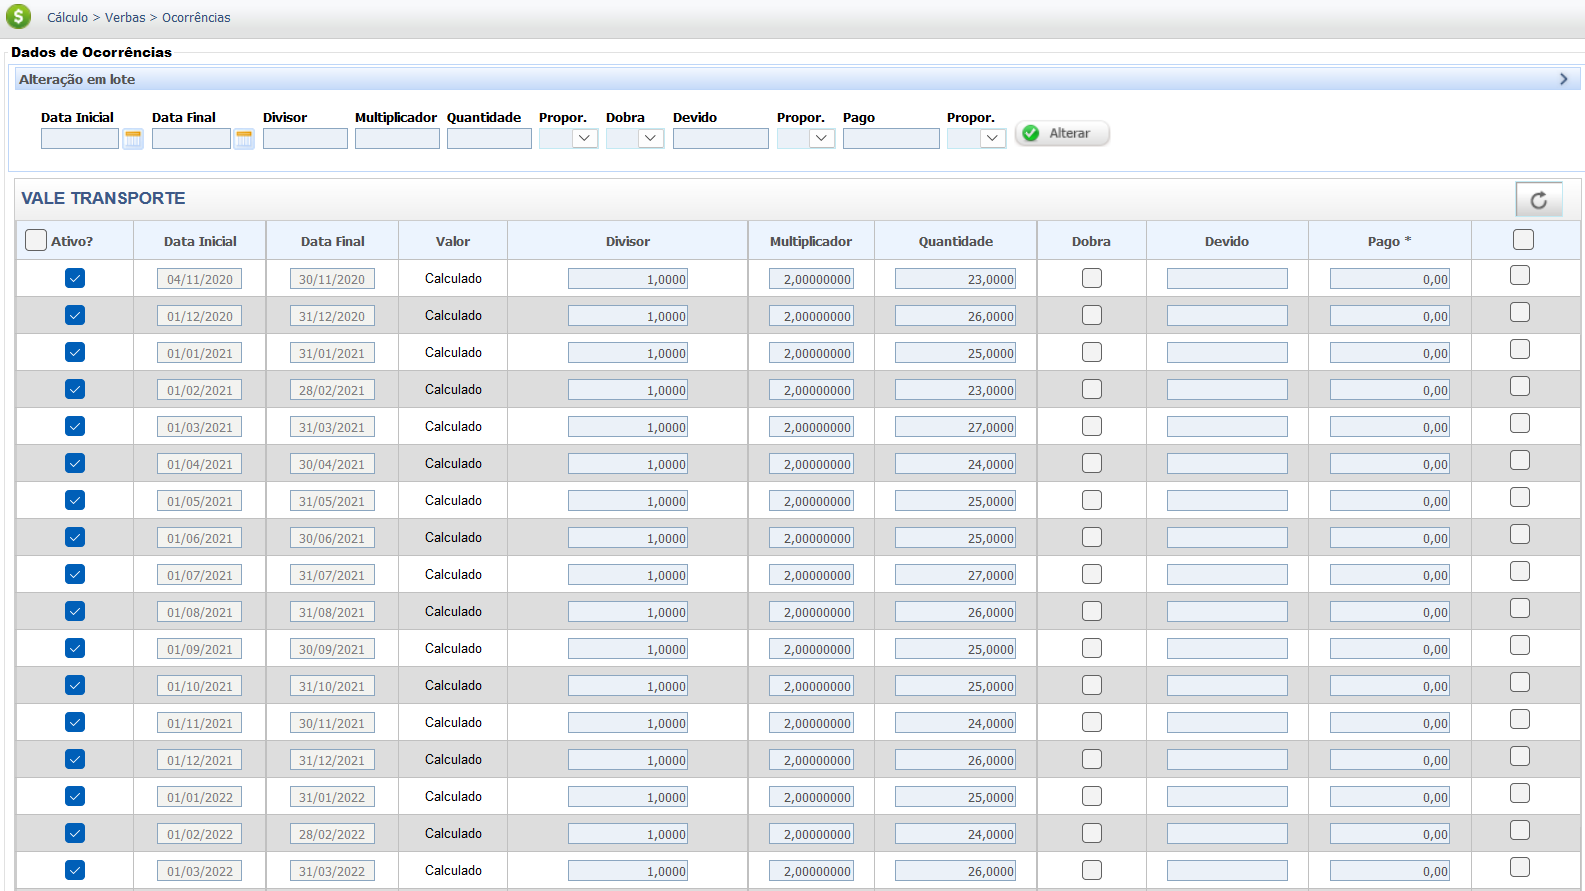 Cálculo > Verbas > Ocorrências
Dados de Ocorrências
Alteração em lote
Data Inicial Data Final Divisor Multiplicador Quantidade Propor. Dobra Devido Propor. Pago Propor.
Alterar
VALE TRANSPORTE
Ativo? Data Inicial Data Final Valor Divisor Multiplicador Quantidade Dobra Devido Pago *
04/11/2020 30/11/2020 Calculado 1,0000 2,00000000 23,0000 0,00
01/12/2020 31/12/2020 Calculado 1,0000 2,00000000 26,0000 0,00
01/01/2021 31/01/2021 Calculado 1,0000 2,00000000 25,0000 0,00
01/02/2021 28/02/2021 Calculado 1,0000 2,00000000 23,0000 0,00
01/03/2021 31/03/2021 Calculado 1,0000 2,00000000 27,0000 0,00
01/04/2021 30/04/2021 Calculado 1,0000 2,00000000 24,0000 0,00
01/05/2021 31/05/2021 Calculado 1,0000 2,00000000 25,0000 0,00
01/06/2021 30/06/2021 Calculado 1,0000 2,00000000 25,0000 0,00
01/07/2021 31/07/2021 Calculado 1,0000 2,00000000 27,0000 0,00
01/08/2021 31/08/2021 Calculado 1,0000 2,00000000 26,0000 0,00
01/09/2021 30/09/2021 Calculado 1,0000 2,00000000 25,0000 0,00
01/10/2021 31/10/2021 Calculado 1,0000 2,00000000 25,0000 0,00
01/11/2021 30/11/2021 Calculado 1,0000 2,00000000 24,0000 0,00
01/12/2021 31/12/2021 Calculado 1,0000 2,00000000 26,0000 0,00
01/01/2022 31/01/2022 Calculado 1,0000 2,00000000 25,0000 0,00
01/02/2022 28/02/2022 Calculado 1,0000 2,00000000 24,0000 0,00
01/03/2022 31/03/2022 Calculado 1,0000 2,00000000 26,0000 0,00